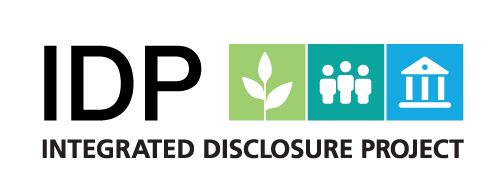 IDP
INTEGRATED DISCLOSURE PROJECT